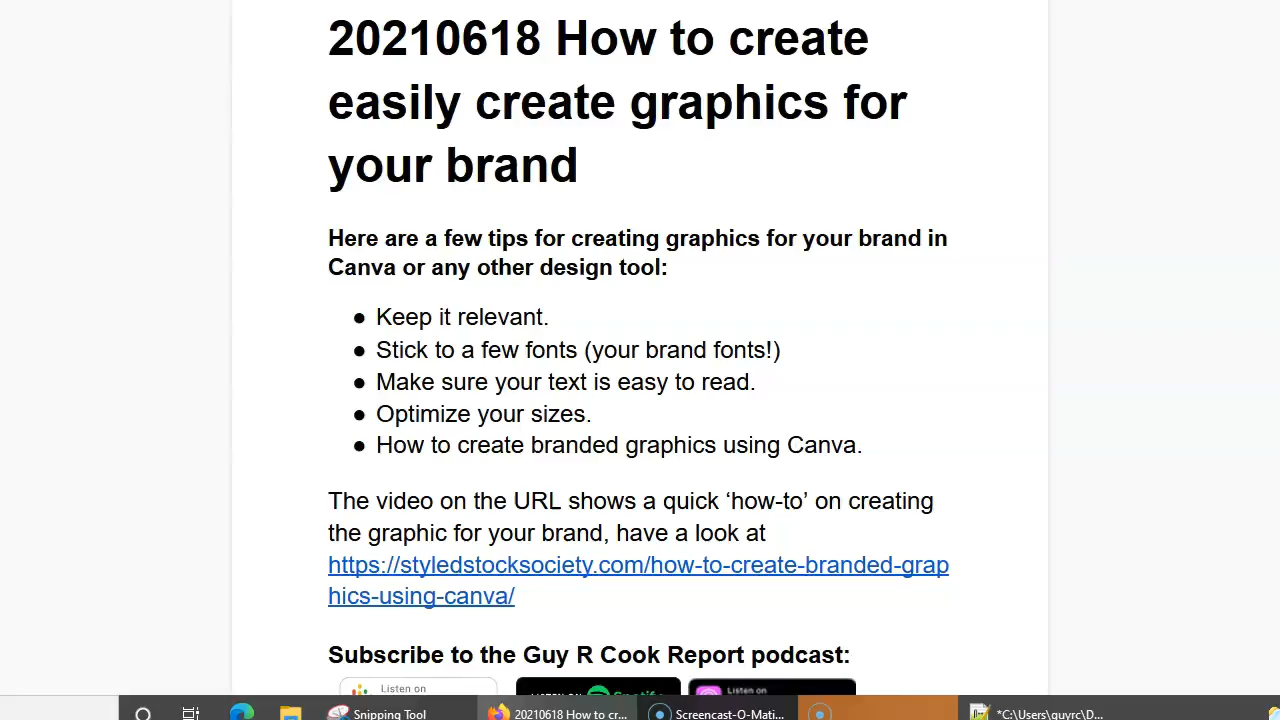 20210618 How to create
easily create graphics for
your brand
Here are a few tips for creating graphics for your brand in
Canva or any other design tool:
● Keep it relevant.
● Stick to a few fonts (your brand fonts!)
● Make sure your text is easy to read.
● Optimize your sizes.
● How to create branded graphics using Canva.
The video on the URL shows a quick ‘how-to’ on creating
the graphic for your brand, have a look at
https://styledstocksociety.com/how-to-create-branded-grap
hics-using-canva/
Subscribe to the Guy R Cook Report podcast:
Listen on LISTEN ON Spotify Listen on
Snipping Tool 20210618 How to cr... Screencast-O-Mati... *C:\Users\guyrc\D...